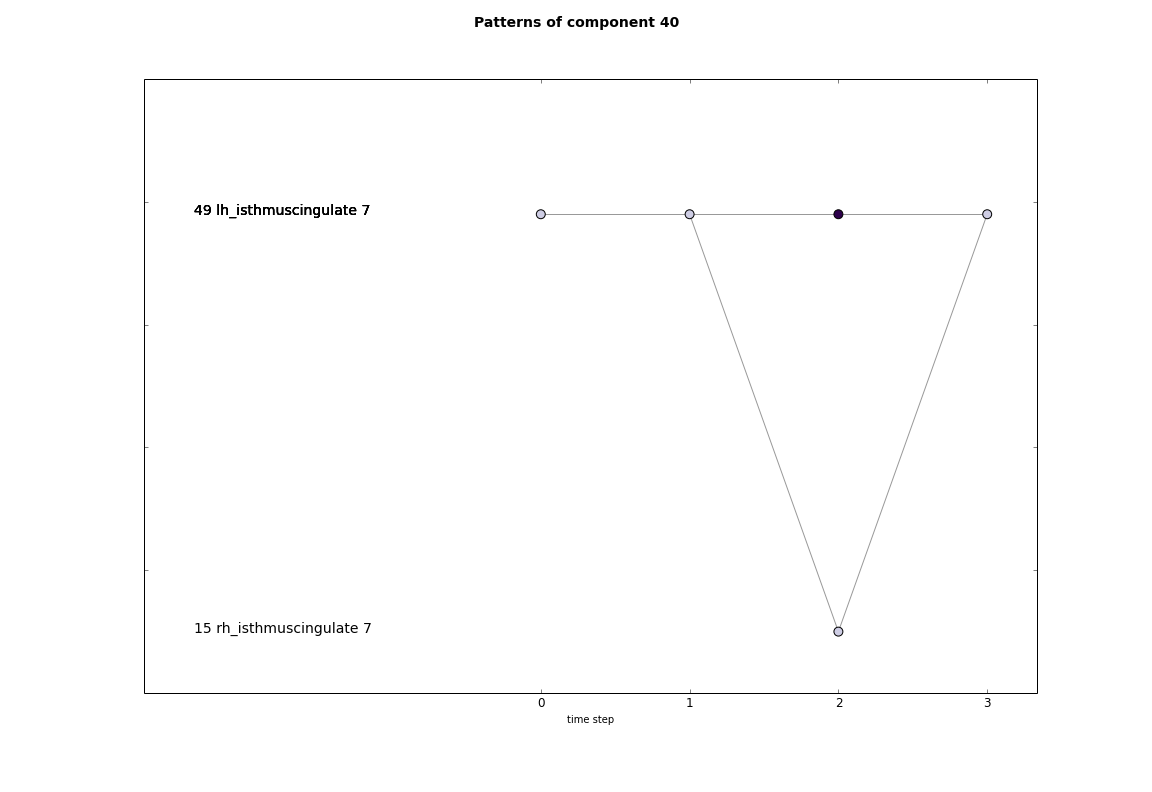 Patterns of component 40
49 lh_isthmuscingulate 7
15 rh_isthmuscingulate 7
0 1 2 3
time step